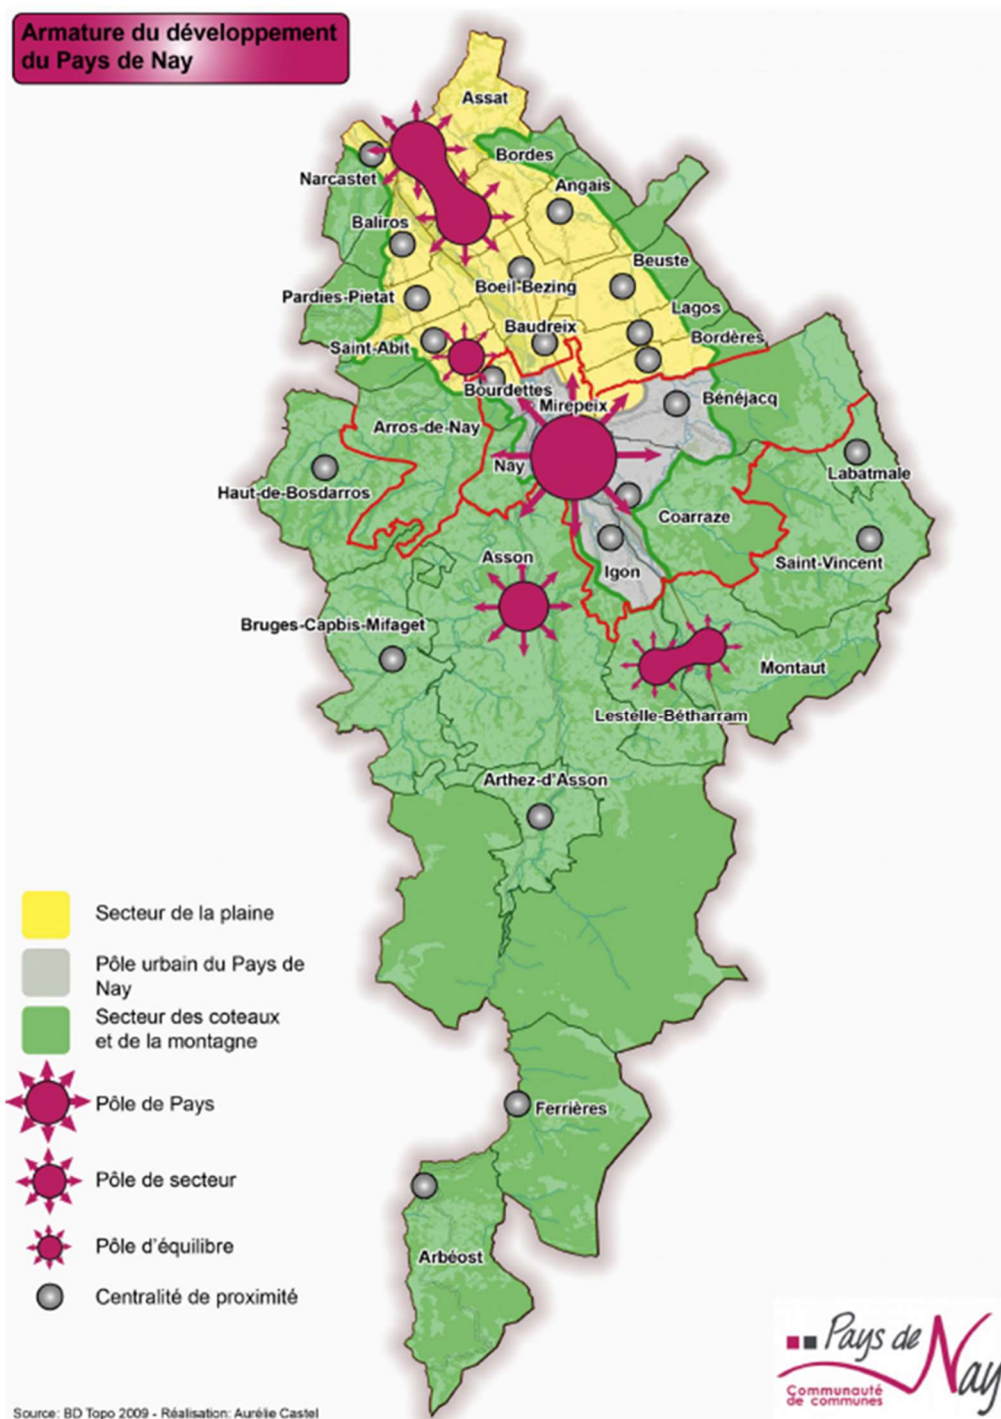 Armature du développement
du Pays de Nay
Assat
Bordes
Narcastet
Angais
Baliros
Beuste
Boeil-Bezing
Pardies-Pietat
Lagos
Baudreix
Bordères
Saint-Abit
Bourdettes
Bénéjacq
Mirepeix
Arros-de-Nay
Nay
Labatmale
Haut-de-Bosdarros
Coarraze
Asson
Saint-Vincent
Igon
Bruges-Capbis-Mifaget
Montaut
Lestelle-Bétharram
Arthez-d'Asson
Secteur de la plaine
Pôle urbain du Pays de
Nay
Secteur des coteaux
et de la montagne
Pôle de Pays
Ferrières
Pôle de secteur
Pôle d'équilibre
Arbéost
Centralité de proximité
Pays de Nay
Communauté
de communes
Source: BD Topo 2009 - Réalisation: Aurélie Castel